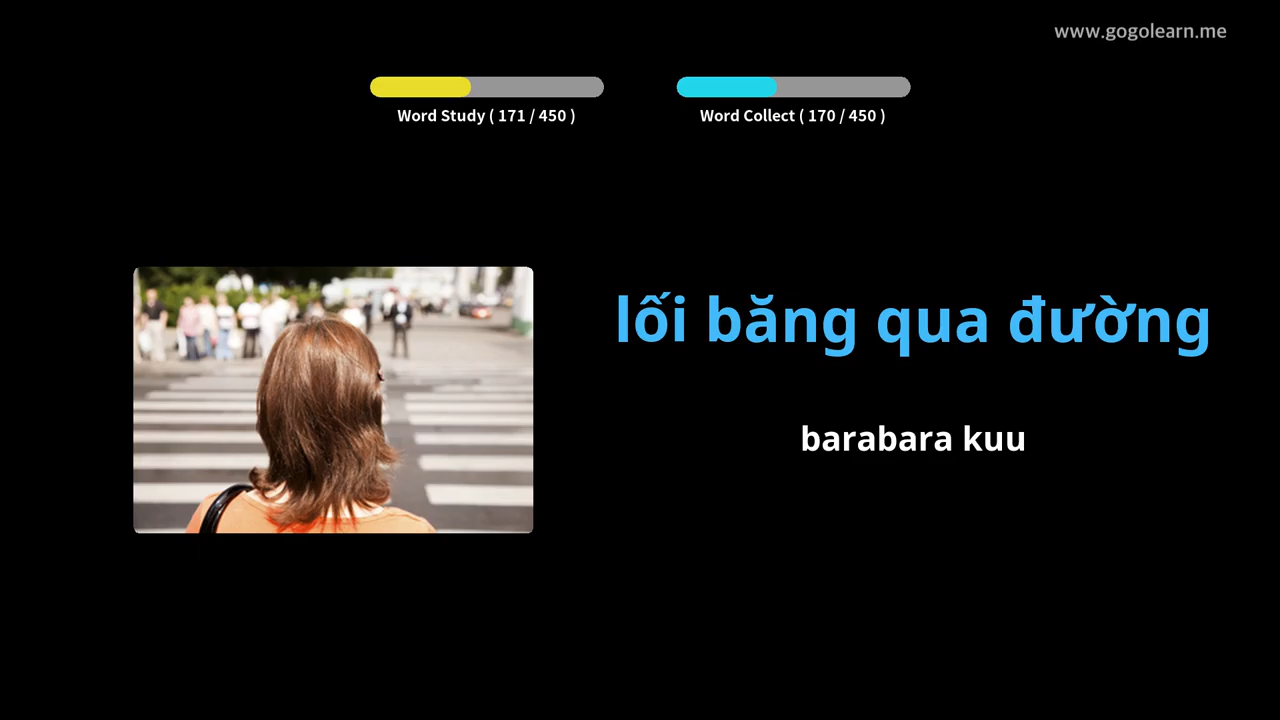 www.gogolearn.me
Word Study ( 171 / 450 )
Word Collect ( 170 / 450 )
lối băng qua đường
barabara kuu